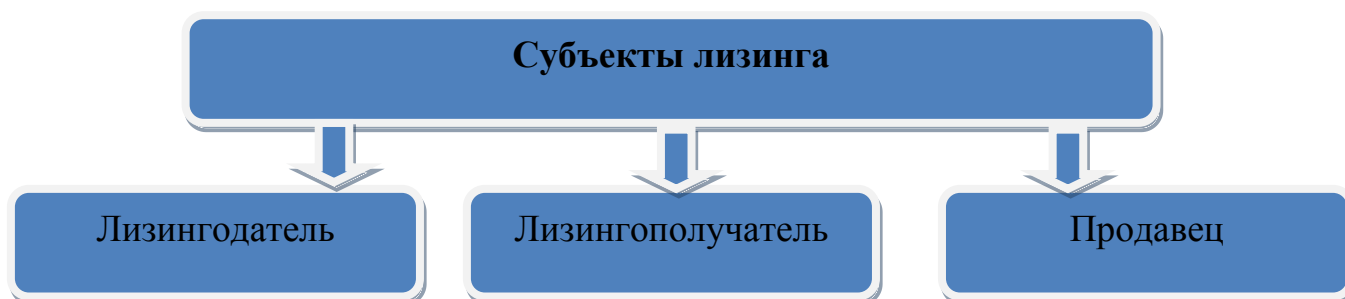 Субъекты лизинга
Лизингодатель
Лизингополучатель
Продавец